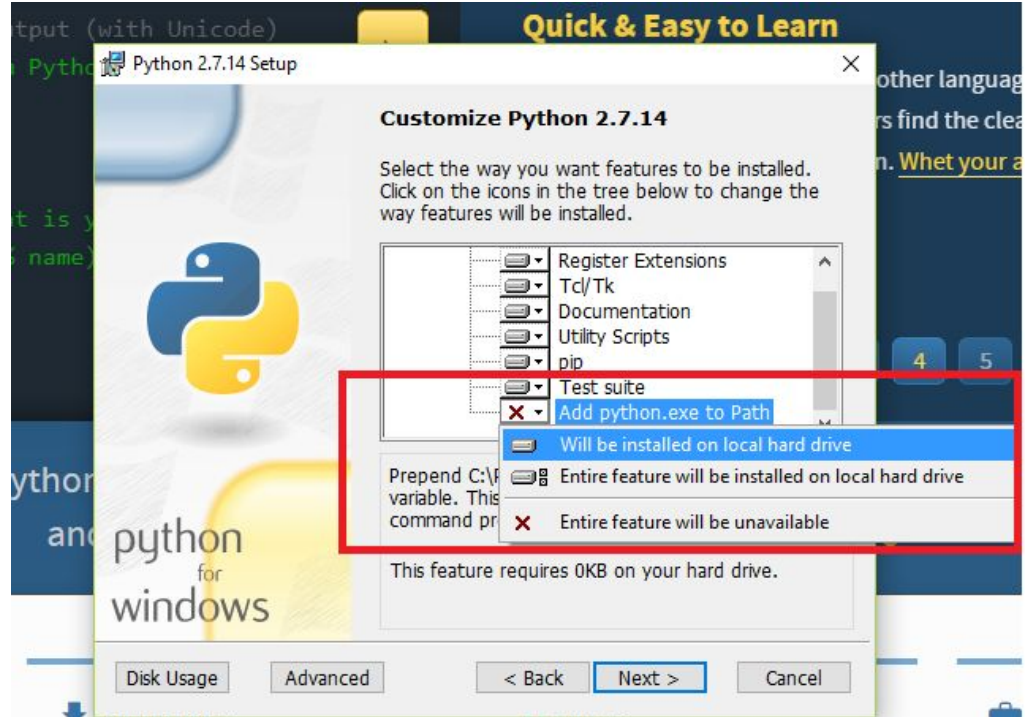 tput (with Unicode)
Quick & Easy to Learn
Pytho
Python 2.7.14 Setup
other languag
Customize Python 2.7.14
rs find the clea
Select the way you want features to be installed.
n. Whet your a
Click on the icons in the tree below to change the
way features will be installed.
t is y
name)
Register Extensions
Tcl/Tk
Documentation
Utility Scripts
pip
4
5
Test suite
Add python.exe to Path
Will be installed on local hard drive
Prepend C:\
Entire feature will be installed on local hard drive
variable. This
command pr
Entire feature will be unavailable
This feature requires 0KB on your hard drive.
ython
and
python
for
windows
Disk Usage
Advanced
< Back
Next >
Cancel